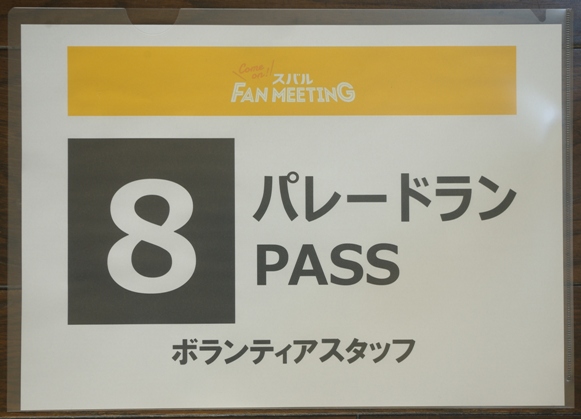 Come on!!
スバル
FAN MEETING
8
パレードラン
PASS
ボランティアスタッフ